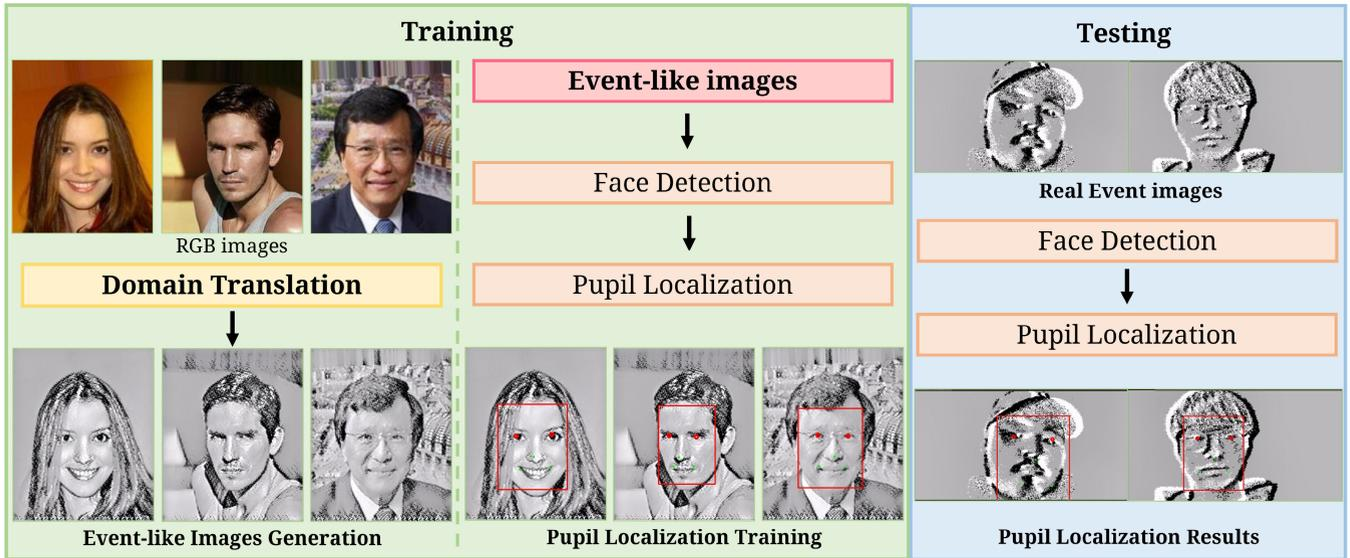 Training
RGB images
Domain Translation
Event-like Images Generation
Event-like images
Face Detection
Pupil Localization
Pupil Localization Training
Testing
Real Event images
Face Detection
Pupil Localization
Pupil Localization Results